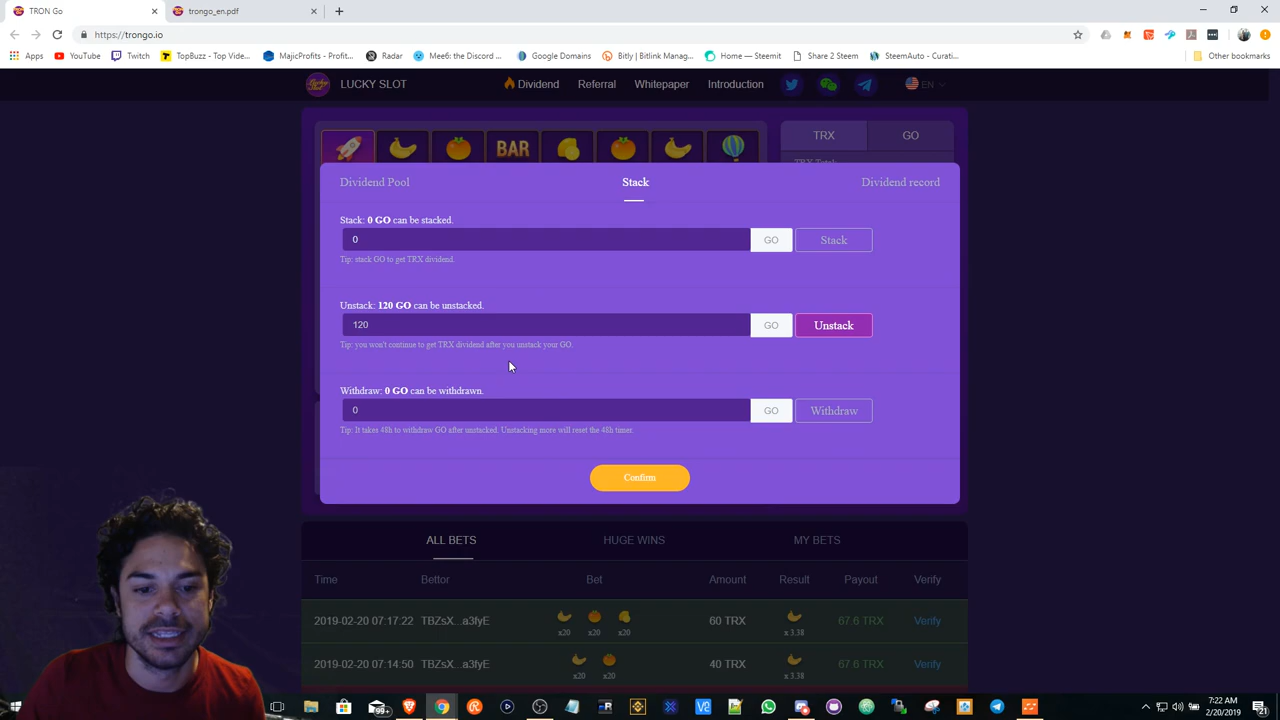 TRON Go
trongo_en.pdf
https://trongo.io
Apps
YouTube
Twitch
TopBuzz - Top Vide...
MajicProfits - Profit...
Radar
Mee6: the Discord ...
Google Domains
Bitly | Bitlink Manag...
Home — Steemit
Share 2 Steem
SteemAuto - Curati...
Other bookmarks
LUCKY SLOT
Dividend
Referral
Whitepaper
Introduction
EN
BAR
TRX
GO
TRX Total:
Dividend Pool
Stack
Dividend record
Stack: 0 GO can be stacked.
0
GO
Stack
Tip: stack GO to get TRX dividend.
Unstack: 120 GO can be unstacked.
120
GO
Unstack
Tip: you won't continue to get TRX dividend after you unstack your GO.
Withdraw: 0 GO can be withdrawn.
0
GO
Withdraw
Tip: It takes 48h to withdraw GO after unstacked, Unstacking more will reset the 48h timer.
Confirm
ALL BETS
HUGE WINS
MY BETS
Time
Bettor
Bet
Amount
Result
Payout
Verify
2019-02-20 07:17:22
TBZsX...a3fyE
x20
x20
x20
60 TRX
x 3.38
67.6 TRX
Verify
2019-02-20 07:14:50
TBZsX...a3fyE
x20
x20
40 TRX
x 3.38
67.6 TRX
Verify
99+
7:22 AM
2/20/2019
21